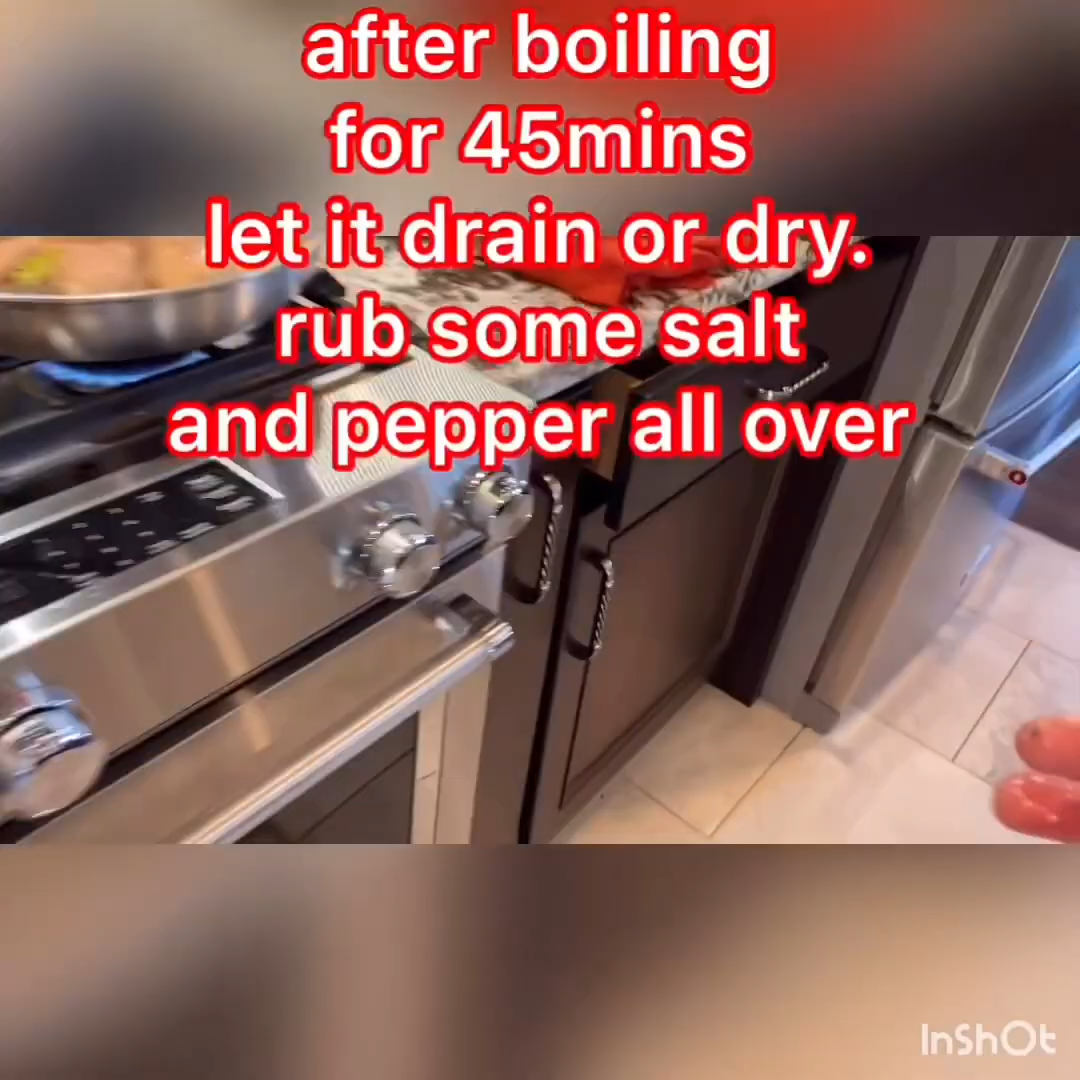 after boiling
for 45mins
let it drain or dry.
rub some salt
and pepper all over
InShOt